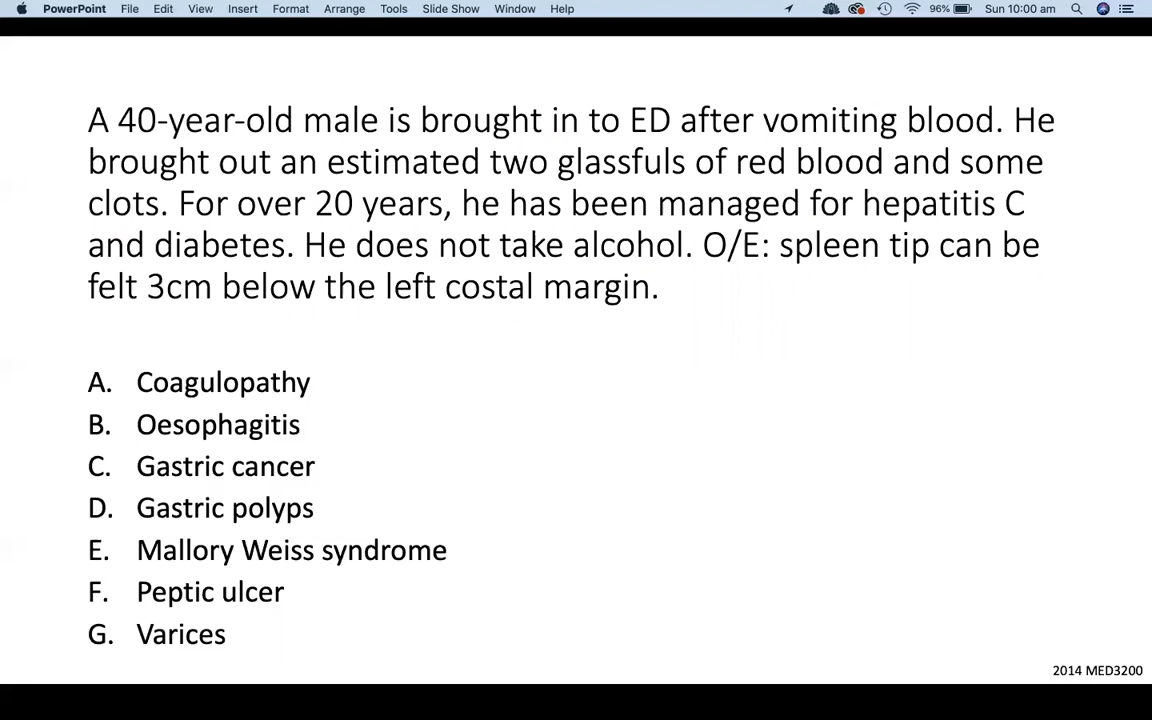 PowerPoint File Edit View Insert Format Arrange Tools Slide Show Window Help 96% Sun 10:00 am
A 40-year-old male is brought in to ED after vomiting blood. He
brought out an estimated two glassfuls of red blood and some
clots. For over 20 years, he has been managed for hepatitis C
and diabetes. He does not take alcohol. O/E: spleen tip can be
felt 3cm below the left costal margin.
A. Coagulopathy
B. Oesophagitis
C. Gastric cancer
D. Gastric polyps
E. Mallory Weiss syndrome
F. Peptic ulcer
G. Varices
2014 MED3200